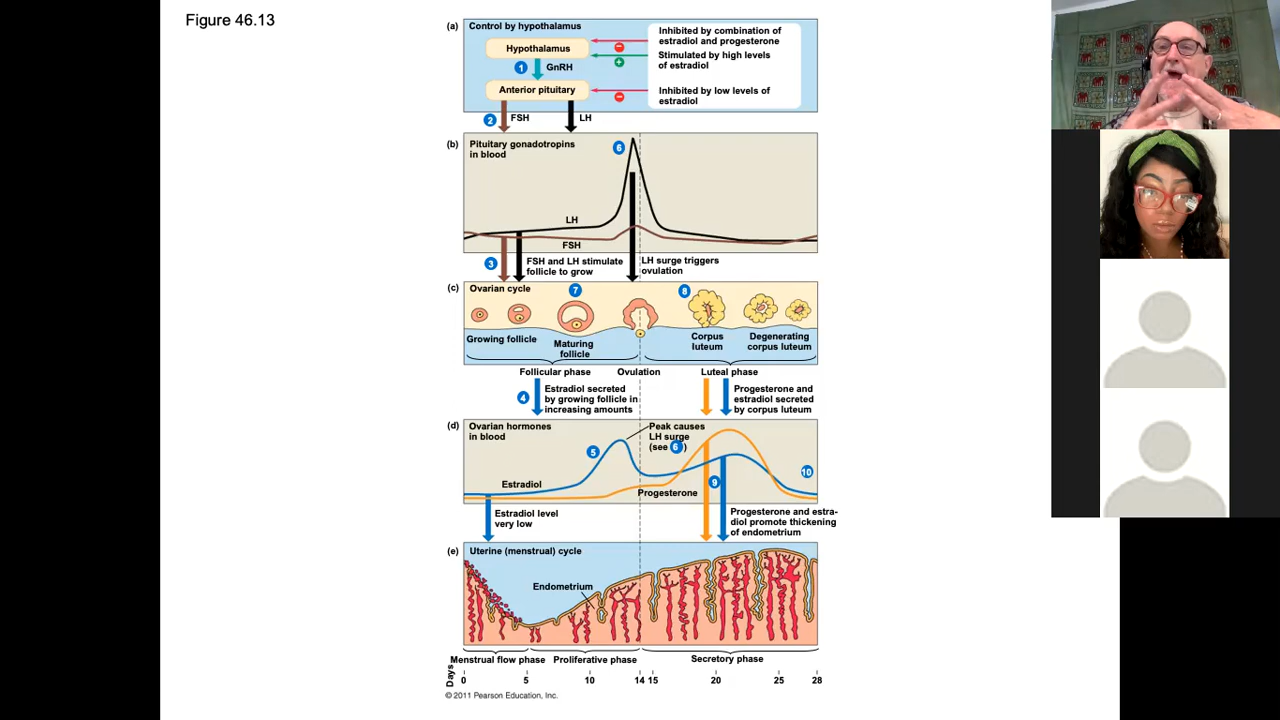 Figure 46.13
(a) Control by hypothalamus
Inhibited by combination of
estradiol and progesterone
Hypothalamus
−
+
Stimulated by high levels
of estradiol
1 GnRH
Anterior pituitary
−
Inhibited by low levels of
estradiol
2 FSH LH
(b) Pituitary gonadotropins
in blood
6
LH
FSH
3 FSH and LH stimulate
follicle to grow
LH surge triggers
ovulation
(c) Ovarian cycle
7
8
Growing follicle
Maturing
follicle
Corpus
luteum
Degenerating
corpus luteum
Follicular phase Ovulation Luteal phase
4 Estradiol secreted
by growing follicle in
increasing amounts
Progesterone and
estradiol secreted
by corpus luteum
(d) Ovarian hormones
in blood
Peak causes
LH surge
(see 6)
5
10
Estradiol
9
Progesterone
Estradiol level
very low
Progesterone and estra-
diol promote thickening
of endometrium
(e) Uterine (menstrual) cycle
Endometrium
Menstrual flow phase Proliferative phase Secretory phase
Days
0 5 10 14 15 20 25 28
© 2011 Pearson Education, Inc.